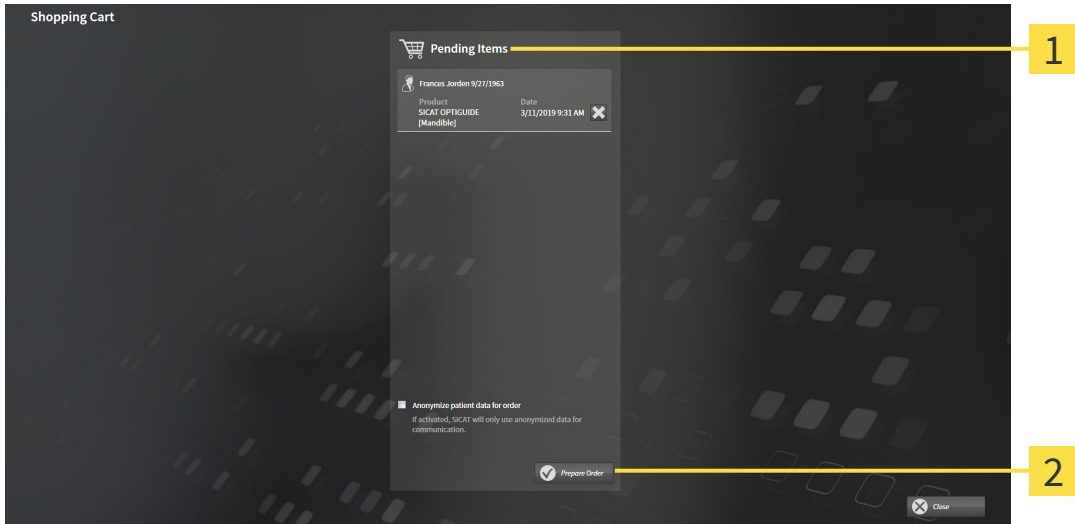 Shopping Cart
Pending Items
1
Frances Jorden 9/27/1963
Product Date
SICAT OPTIGUIDE 3/11/2019 9:31 AM
[Mandible]
Anonymize patient data for order
If activated, SICAT will only use anonymized data for
communication.
Prepare Order
2
Close